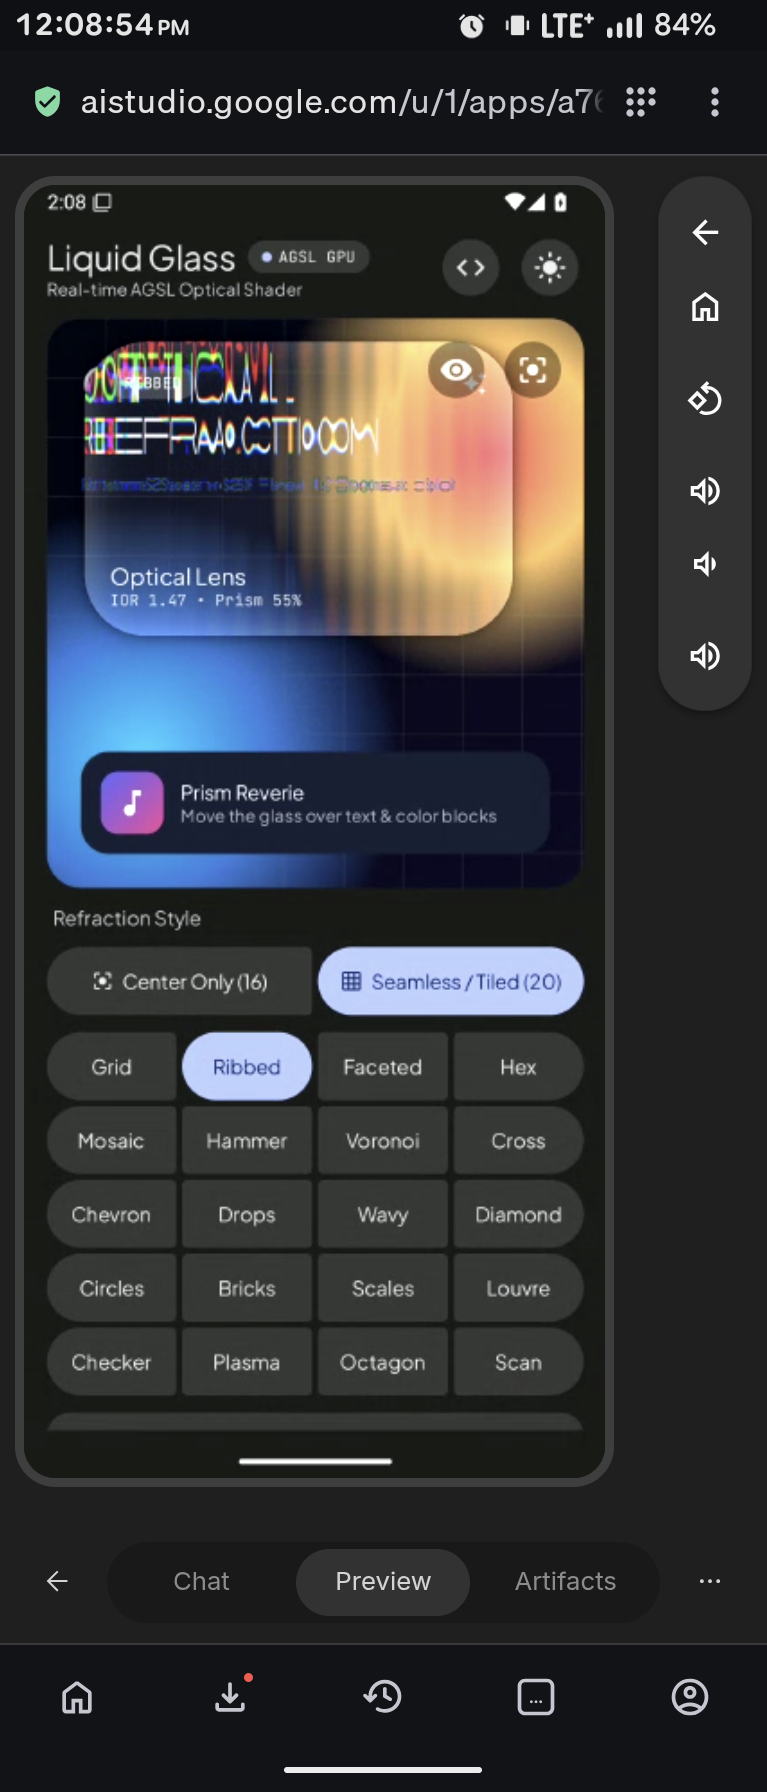 12:08:54 PM
LTE+ 84%
aistudio.google.com/u/1/apps/a76
2:08
Liquid Glass
AGSL GPU
Real-time AGSL Optical Shader
Optical Lens
IOR 1.47 • Prism 55%
Prism Reverie
Move the glass over text & color blocks
Refraction Style
Center Only (16)
Seamless / Tiled (20)
Grid Ribbed Faceted Hex
Mosaic Hammer Voronoi Cross
Chevron Drops Wavy Diamond
Circles Bricks Scales Louvre
Checker Plasma Octagon Scan
Chat Preview Artifacts